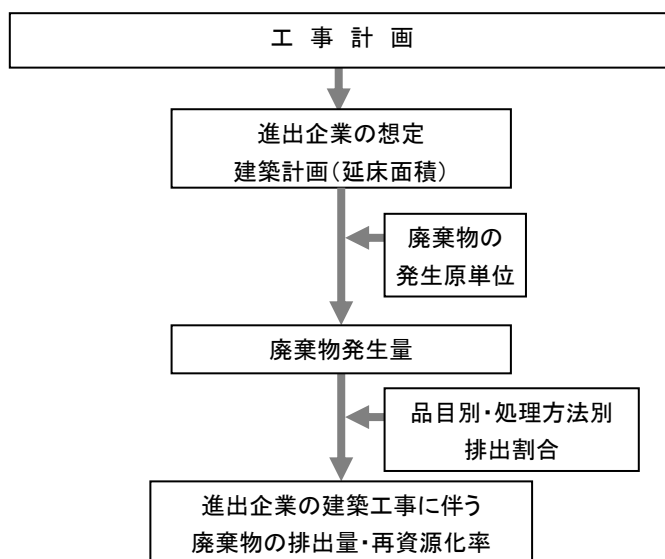 工 事 計 画
進出企業の想定
建築計画(延床面積)
廃棄物の
発生原単位
廃棄物発生量
品目別・処理方法別
排出割合
進出企業の建築工事に伴う
廃棄物の排出量・再資源化率